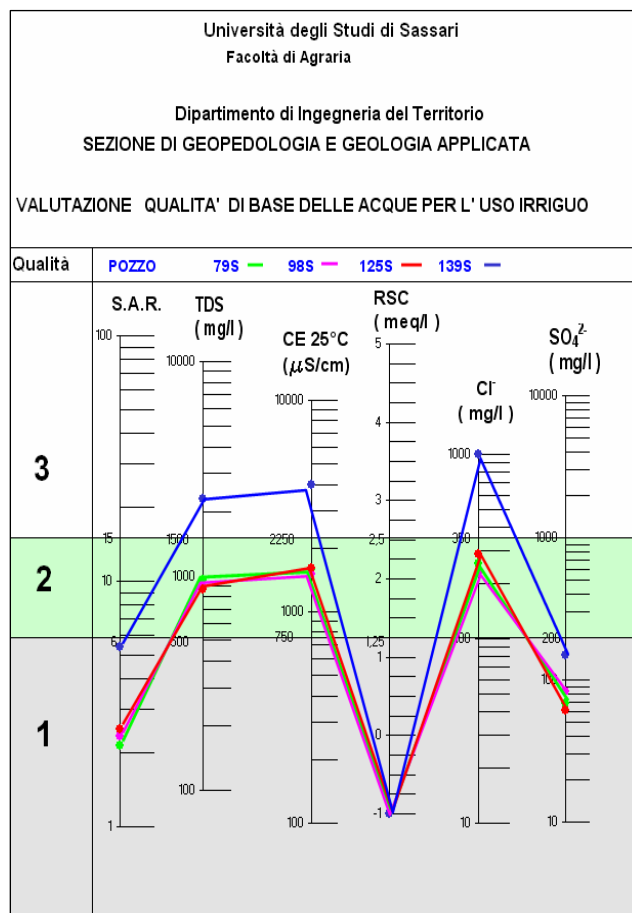 Università degli Studi di Sassari
Facoltà di Agraria
Dipartimento di Ingegneria del Territorio
SEZIONE DI GEOPEDOLOGIA E GEOLOGIA APPLICATA
VALUTAZIONE QUALITA' DI BASE DELLE ACQUE PER L' USO IRRIGUO
Qualità POZZO 79S 98S 125S 139S
S.A.R. TDS RSC
( mg/l ) ( meq/l )
CE 25°C SO₄²⁻
(μS/cm) ( mg/l )
Cl⁻
( mg/l )
100 10000 5
10000 10000
4
1000
3
3
15 1500 2250 2,5 350 1000
2
10 1000 2
1000
5 500 750 1,25 100 200
1
100
1
0
100 -1
1 100 10 10